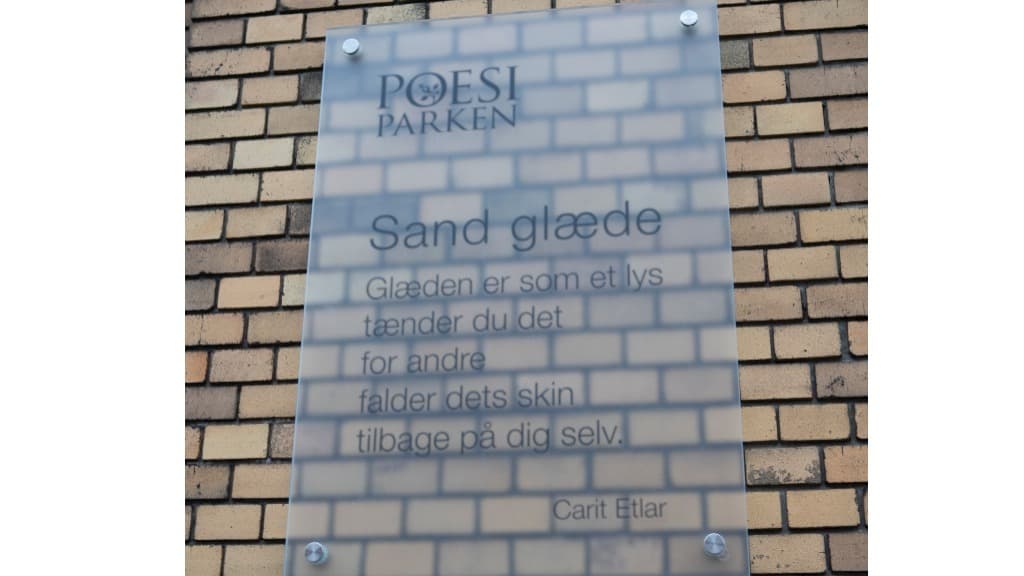 POESI
PARKEN
Sand glæde
Glæden er som et lys
tænder du det
for andre
falder dets skin
tilbage på dig selv.
Carit Etlar